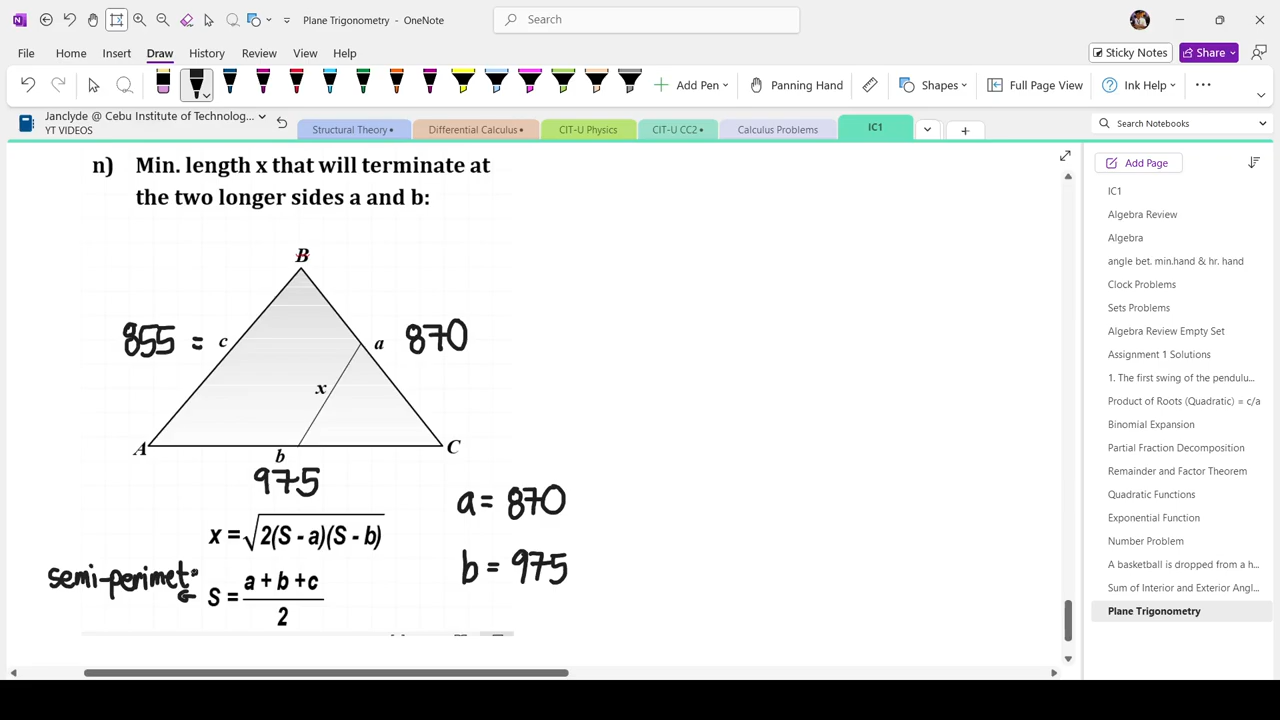 Plane Trigonometry - OneNote
Search
File Home Insert Draw History Review View Help
Sticky Notes
Share
Add Pen
Panning Hand
Shapes
Full Page View
Ink Help
Janclyde @ Cebu Institute of Technolog...
YT VIDEOS
Structural Theory
Differential Calculus
CIT-U Physics
CIT-U CC2
Calculus Problems
IC1
Search Notebooks
Add Page
IC1
Algebra Review
Algebra
angle bet. min.hand & hr. hand
Clock Problems
Sets Problems
Algebra Review Empty Set
Assignment 1 Solutions
1. The first swing of the pendulu...
Product of Roots (Quadratic) = c/a
Binomial Expansion
Partial Fraction Decomposition
Remainder and Factor Theorem
Quadratic Functions
Exponential Function
Number Problem
A basketball is dropped from a h...
Sum of Interior and Exterior Angl...
Plane Trigonometry
n) Min. length x that will terminate at
the two longer sides a and b:
B
855 = c
a 870
x
A
b
C
975
a = 870
x = √2(S - a)(S - b)
b = 975
semi-perimet
S = a + b + c
2